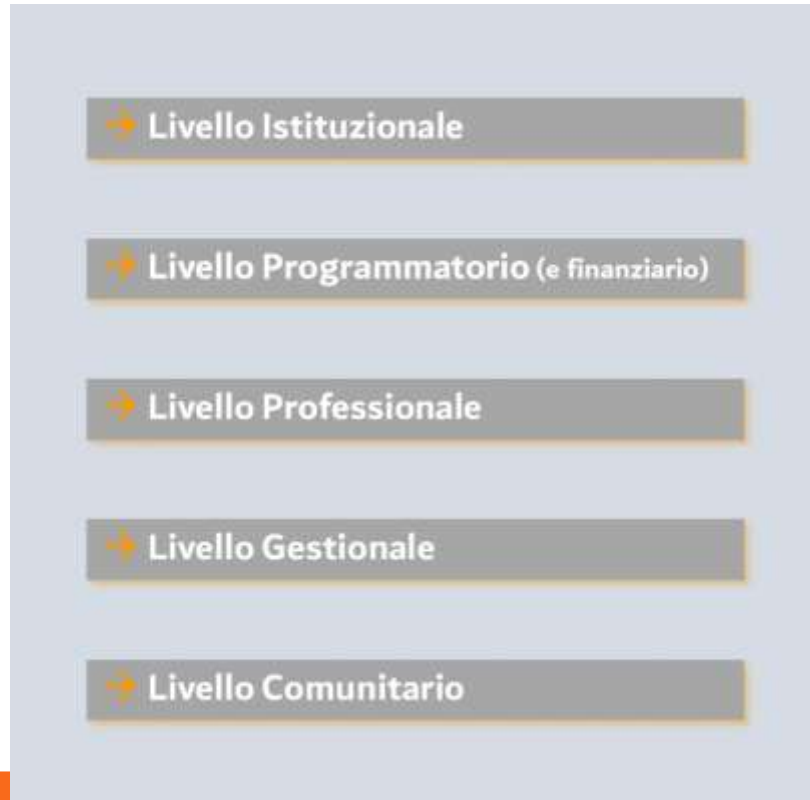 → Livello Istituzionale
→ Livello Programmatorio (e finanziario)
→ Livello Professionale
→ Livello Gestionale
→ Livello Comunitario